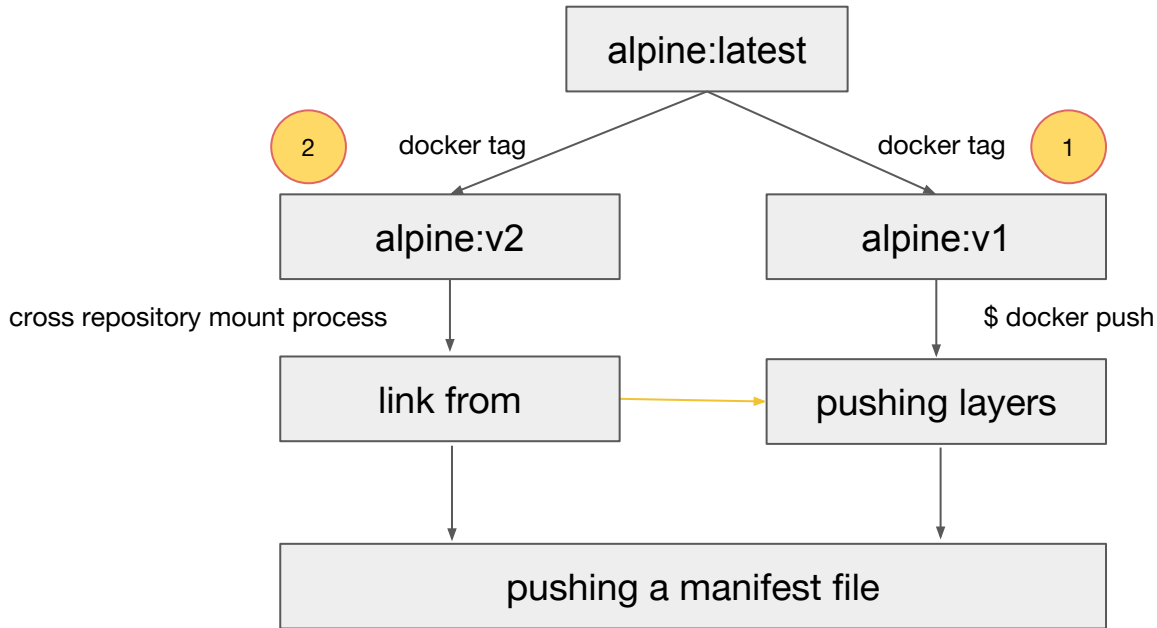 alpine:latest
2
docker tag
docker tag
1
alpine:v2
alpine:v1
cross repository mount process
$ docker push
link from
pushing layers
pushing a manifest file